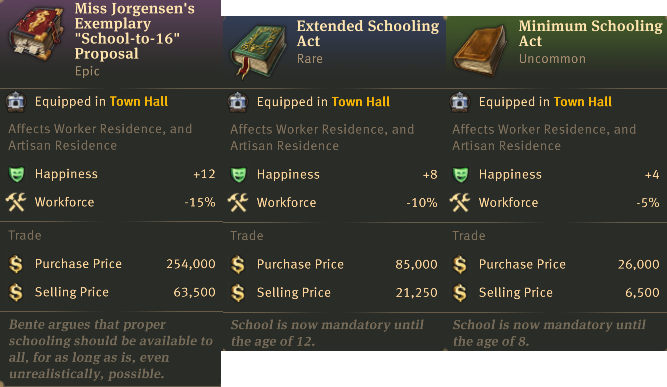 Miss Jorgensen's
Exemplary
"School-to-16"
Proposal
Epic
Equipped in Town Hall
Affects Worker Residence, and
Artisan Residence
Happiness +12
Workforce -15%
Trade
Purchase Price 254,000
Selling Price 63,500
Bente argues that proper
schooling should be available to
all, for as long as is, even
unrealistically, possible.
Extended Schooling
Act
Rare
Equipped in Town Hall
Affects Worker Residence, and
Artisan Residence
Happiness +8
Workforce -10%
Trade
Purchase Price 85,000
Selling Price 21,250
School is now mandatory until
the age of 12.
Minimum Schooling
Act
Uncommon
Equipped in Town Hall
Affects Worker Residence, and
Artisan Residence
Happiness +4
Workforce -5%
Trade
Purchase Price 26,000
Selling Price 6,500
School is now mandatory until
the age of 8.